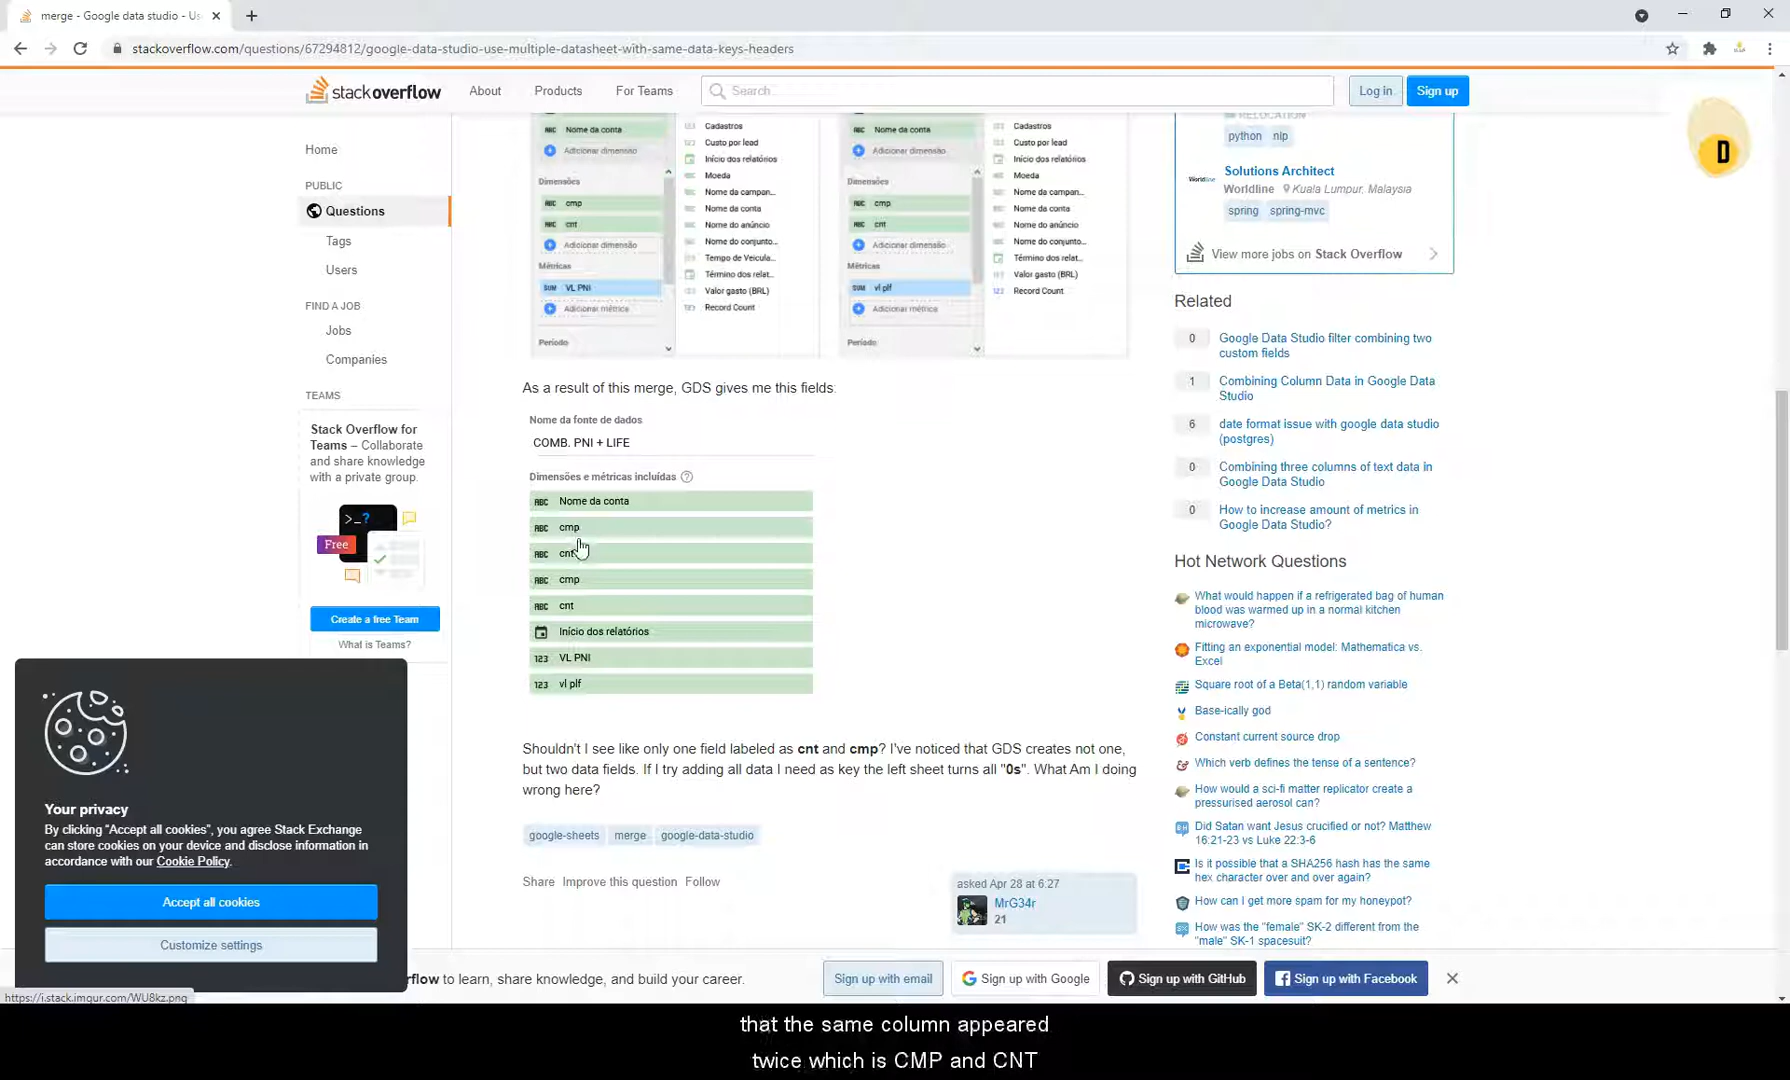 merge - Google data studio - Us
stackoverflow.com/questions/67294812/google-data-studio-use-multiple-datasheet-with-same-data-keys-headers
stackoverflow
About
Products
For Teams
Search
Log in
Sign up
D
Home
PUBLIC
Questions
Tags
Users
FIND A JOB
Jobs
Companies
TEAMS
Stack Overflow for
Teams – Collaborate
and share knowledge
with a private group.
>_?
Free
Create a free Team
What is Teams?
ABC Nome da conta
Adicionar dimensão
Dimensões
ABC cmp
ABC cnt
Adicionar dimensão
Métricas
SUM VL PNI
Adicionar métrica
Período
Cadastros
123 Custo por lead
Início dos relatórios
Moeda
Nome da campan...
Nome da conta
Nome do anúncio
Nome do conjunto...
Tempo de Veicula...
Término dos relat...
123 Valor gasto (BRL)
123 Record Count
ABC Nome da conta
Adicionar dimensão
Dimensões
ABC cmp
ABC cnt
Adicionar dimensão
Métricas
SUM vl plf
Adicionar métrica
Período
Cadastros
123 Custo por lead
Início dos relatórios
Moeda
Nome da campan...
Nome da conta
Nome do anúncio
Nome do conjunto...
Término dos relat...
123 Valor gasto (BRL)
123 Record Count
As a result of this merge, GDS gives me this fields:
Nome da fonte de dados
COMB. PNI + LIFE
Dimensões e métricas incluídas ?
ABC Nome da conta
ABC cmp
ABC cnt
ABC cmp
ABC cnt
Início dos relatórios
123 VL PNI
123 vl plf
Shouldn't I see like only one field labeled as cnt and cmp? I've noticed that GDS creates not one,
but two data fields. If I try adding all data I need as key the left sheet turns all "0s". What Am I doing
wrong here?
google-sheets merge google-data-studio
Share Improve this question Follow
asked Apr 28 at 6:27
MrG34r
21
RELOCATION
python nlp
Solutions Architect
Worldline
Worldline Kuala Lumpur, Malaysia
spring spring-mvc
View more jobs on Stack Overflow
Related
0 Google Data Studio filter combining two
custom fields
1 Combining Column Data in Google Data
Studio
6 date format issue with google data studio
(postgres)
0 Combining three columns of text data in
Google Data Studio
0 How to increase amount of metrics in
Google Data Studio?
Hot Network Questions
What would happen if a refrigerated bag of human
blood was warmed up in a normal kitchen
microwave?
Fitting an exponential model: Mathematica vs.
Excel
Square root of a Beta(1,1) random variable
Base-ically god
Constant current source drop
Which verb defines the tense of a sentence?
How would a sci-fi matter replicator create a
pressurised aerosol can?
Did Satan want Jesus crucified or not? Matthew
16:21-23 vs Luke 22:3-6
Is it possible that a SHA256 hash has the same
hex character over and over again?
How can I get more spam for my honeypot?
How was the "female" SK-2 different from the
"male" SK-1 spacesuit?
Your privacy
By clicking "Accept all cookies", you agree Stack Exchange
can store cookies on your device and disclose information in
accordance with our Cookie Policy.
Accept all cookies
Customize settings
rflow to learn, share knowledge, and build your career.
Sign up with email
Sign up with Google
Sign up with GitHub
Sign up with Facebook
https://i.stack.imgur.com/WU8kz.png
that the same column appeared
twice which is CMP and CNT